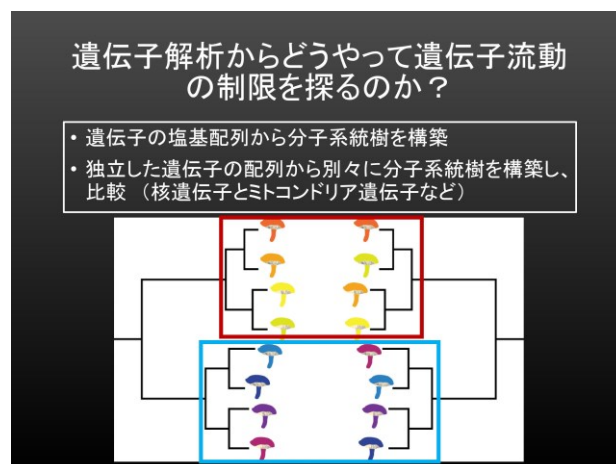 遺伝子解析からどうやって遺伝子流動
の制限を探るのか？
• 遺伝子の塩基配列から分子系統樹を構築
• 独立した遺伝子の配列から別々に分子系統樹を構築し、
比較 （核遺伝子とミトコンドリア遺伝子など）